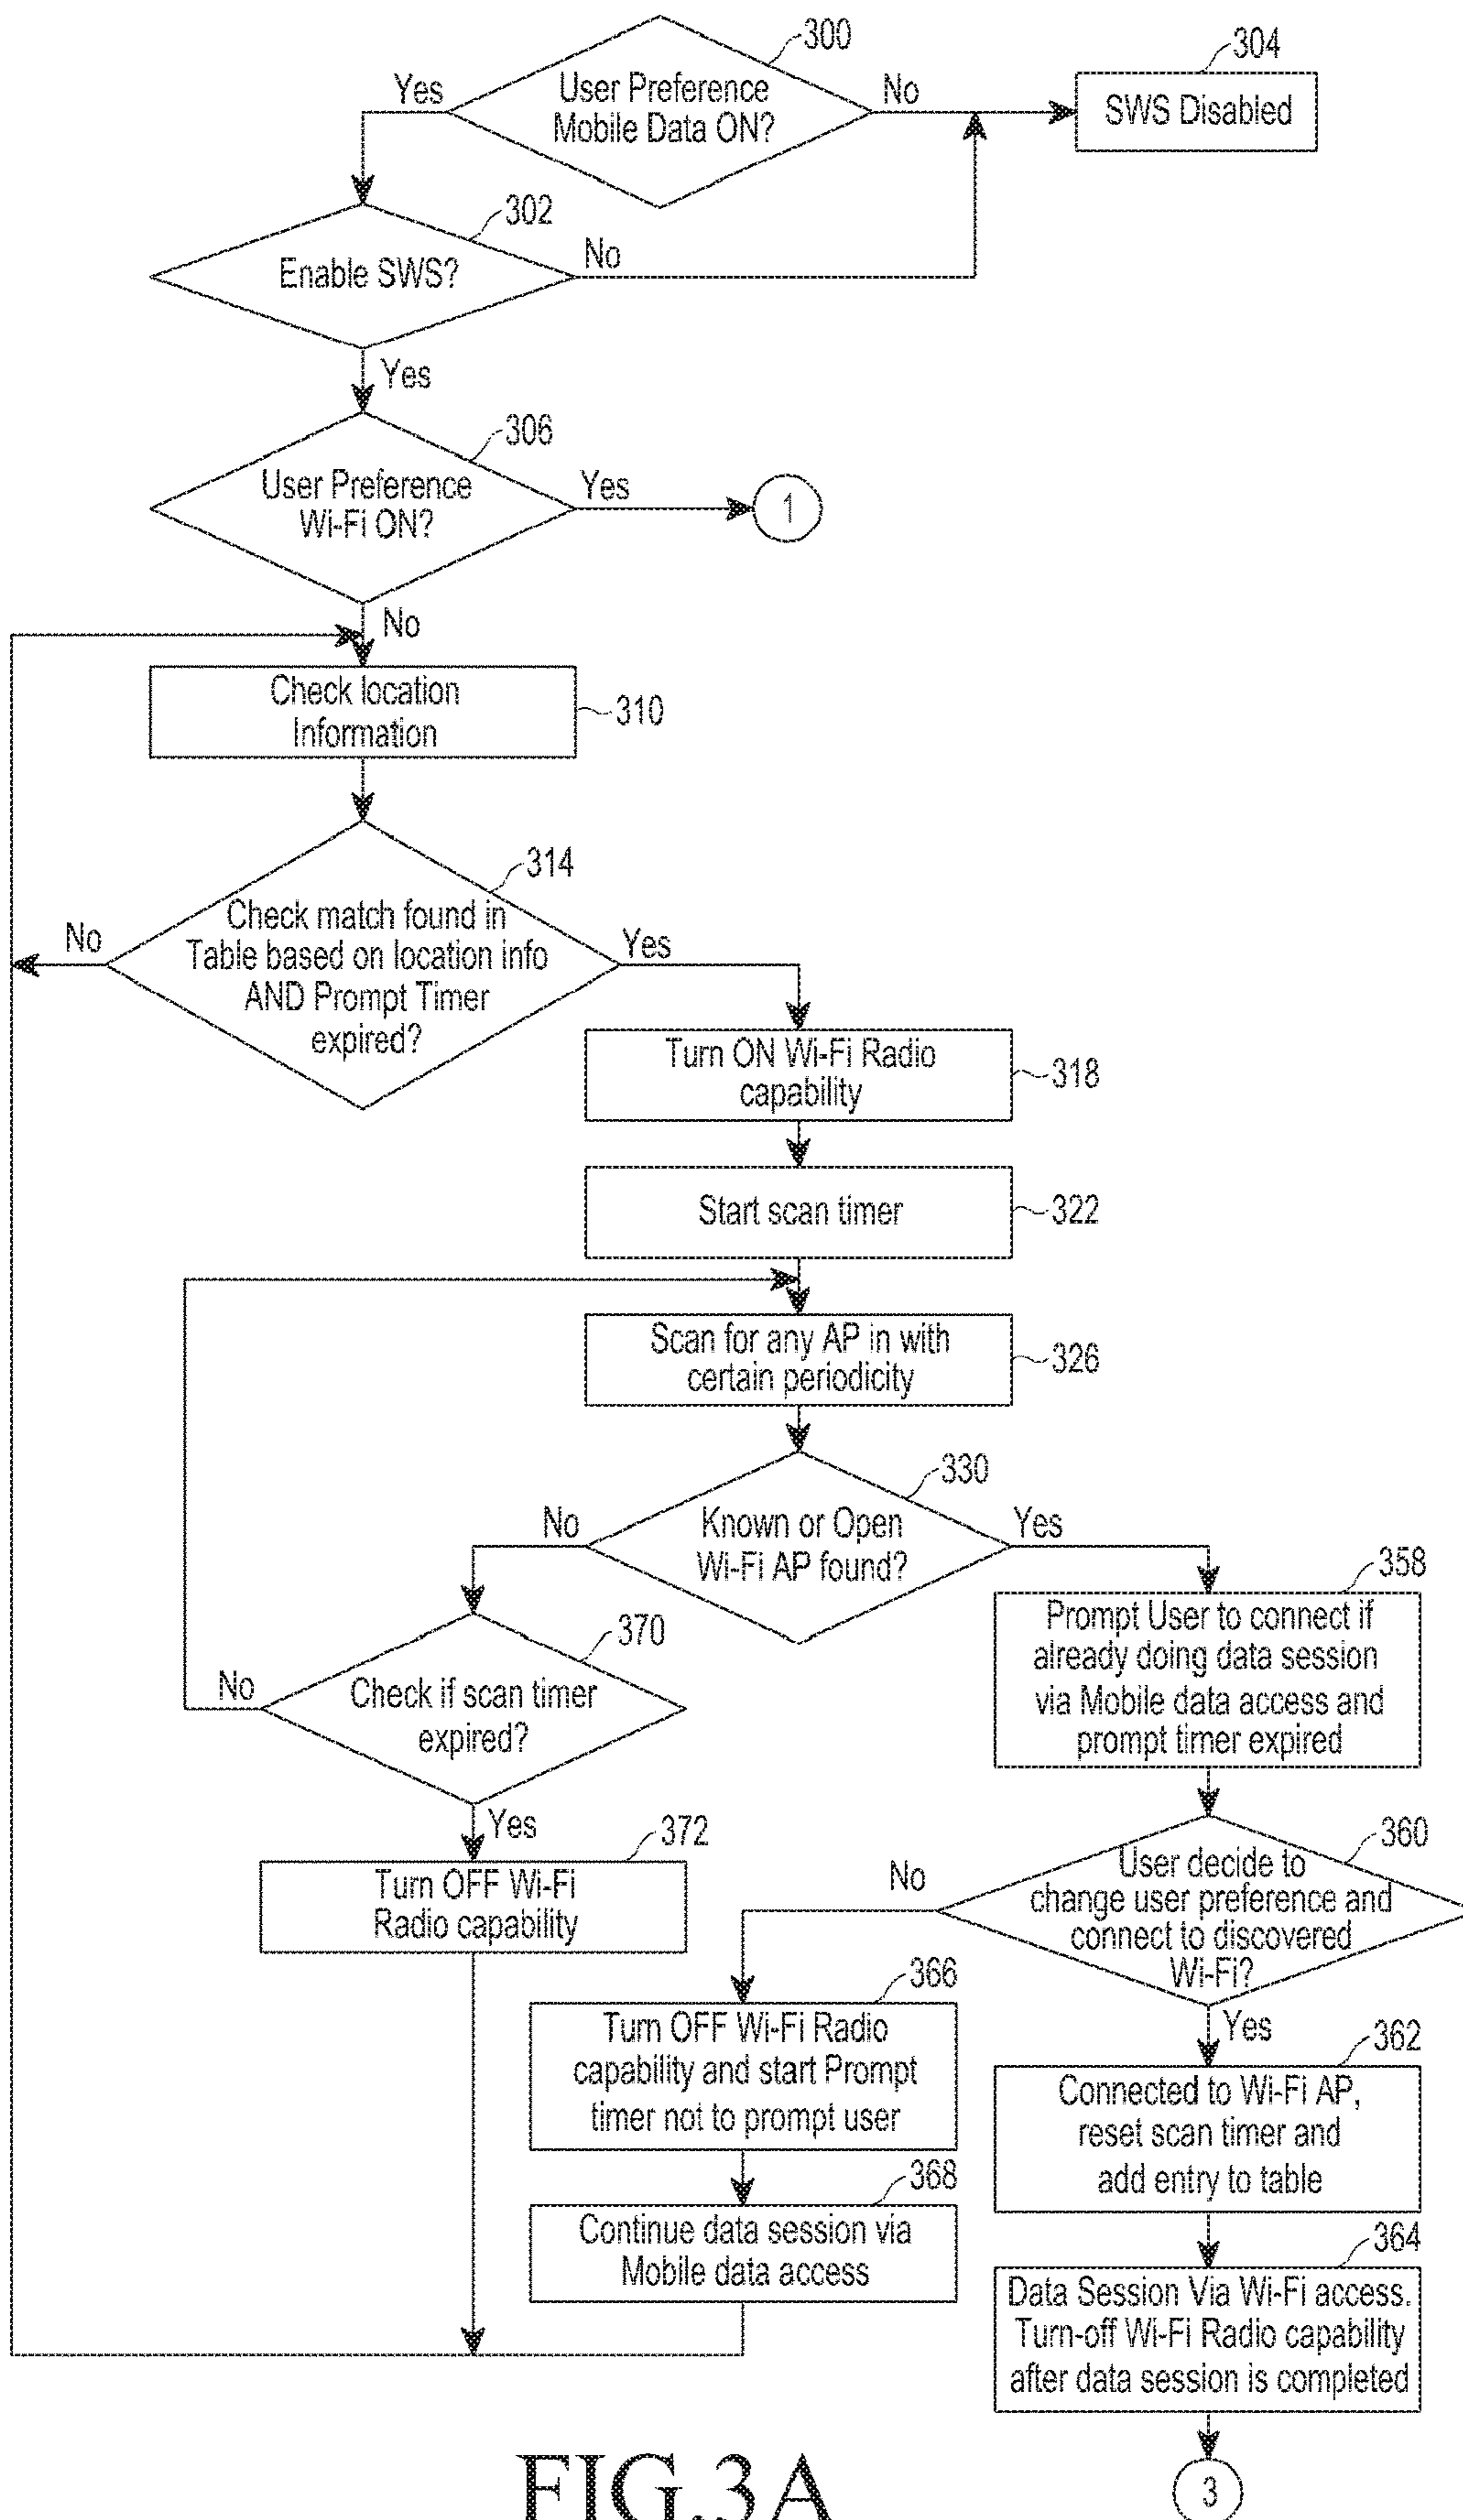 300
User Preference
Mobile Data ON?
Yes
No
304
SWS Disabled
302
Enable SWS?
No
Yes
306
User Preference
Wi-Fi ON?
Yes
1
No
Check location
Information
310
314
Check match found in
Table based on location info
AND Prompt Timer
expired?
No
Yes
Turn ON Wi-Fi Radio
capability
318
Start scan timer
322
Scan for any AP in with
certain periodicity
326
330
Known or Open
Wi-Fi AP found?
No
Yes
358
Prompt User to connect if
already doing data session
via Mobile data access and
prompt timer expired
370
Check if scan timer
expired?
No
Yes
372
Turn OFF Wi-Fi
Radio capability
360
User decide to
change user preference and
connect to discovered
Wi-Fi?
No
Yes
366
Turn OFF Wi-Fi Radio
capability and start Prompt
timer not to prompt user
362
Connected to Wi-Fi AP,
reset scan timer and
add entry to table
368
Continue data session via
Mobile data access
364
Data Session Via Wi-Fi access.
Turn-off Wi-Fi Radio capability
after data session is completed
3
FIG.3A